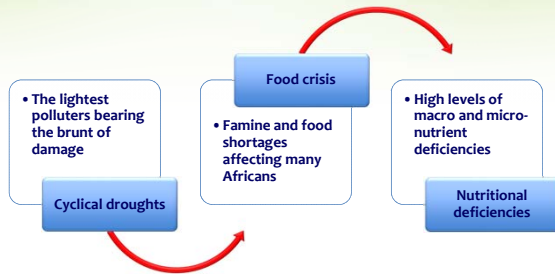 • The lightest
polluters bearing
the brunt of
damage
Cyclical droughts
Food crisis
• Famine and food
shortages
affecting many
Africans
• High levels of
macro and micro-
nutrient
deficiencies
Nutritional
deficiencies